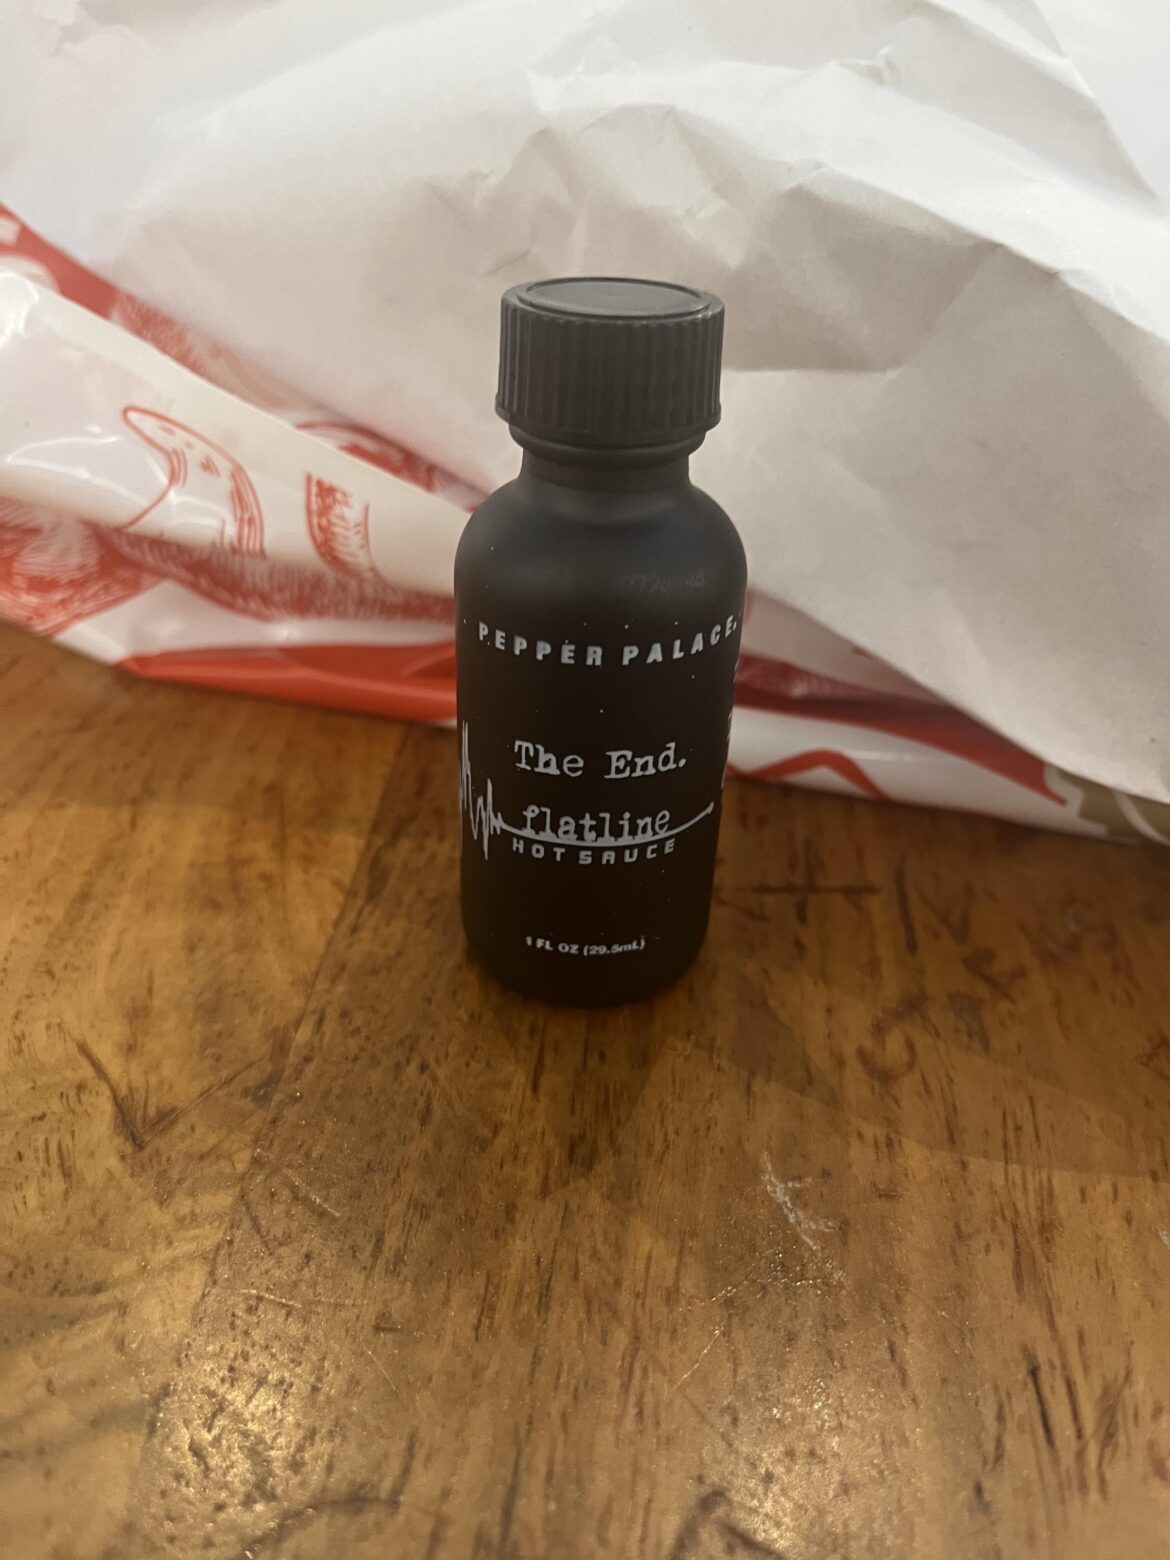 PEPPER PALACE
The End.
flatline
HOT SAUCE
1 FL OZ (29.5mL)